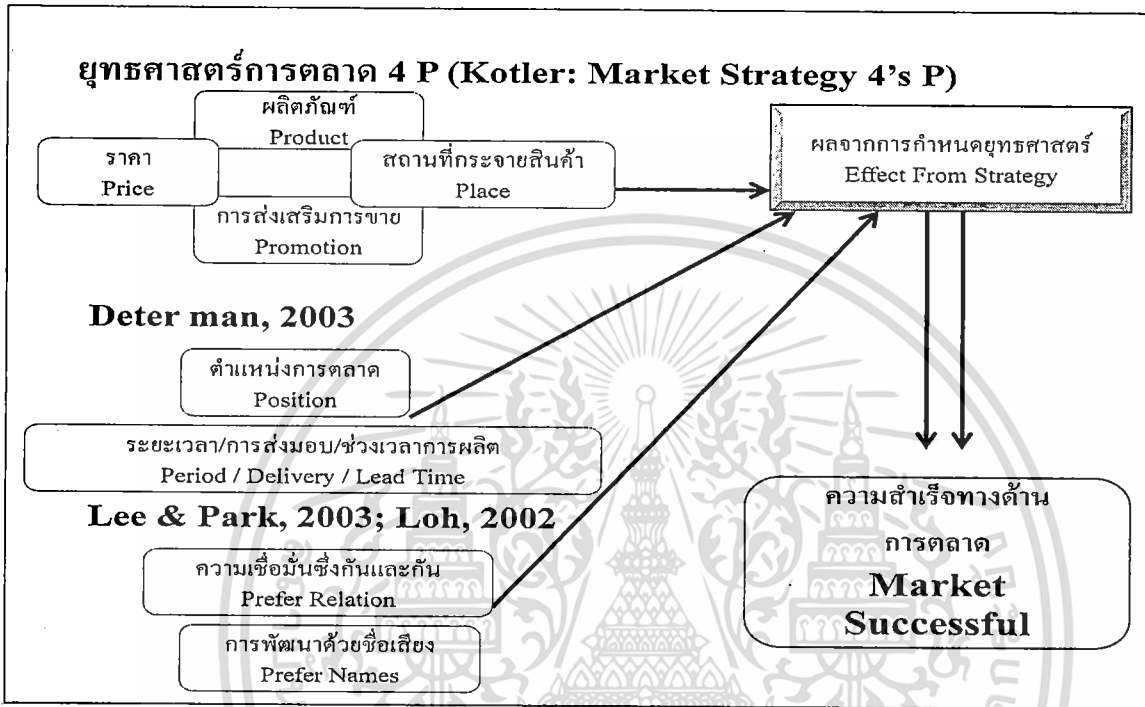 ยุทธศาสตร์การตลาด 4 P (Kotler: Market Strategy 4's P)
ผลิตภัณฑ์
Product
ราคา
Price
สถานที่กระจายสินค้า
Place
การส่งเสริมการขาย
Promotion
ผลจากการกำหนดยุทธศาสตร์
Effect From Strategy
Deter man, 2003
ตำแหน่งการตลาด
Position
ระยะเวลา/การส่งมอบ/ช่วงเวลาการผลิต
Period / Delivery / Lead Time
Lee & Park, 2003; Loh, 2002
ความเชื่อมั่นซึ่งกันและกัน
Prefer Relation
การพัฒนาด้วยชื่อเสียง
Prefer Names
ความสำเร็จทางด้าน
การตลาด
Market
Successful